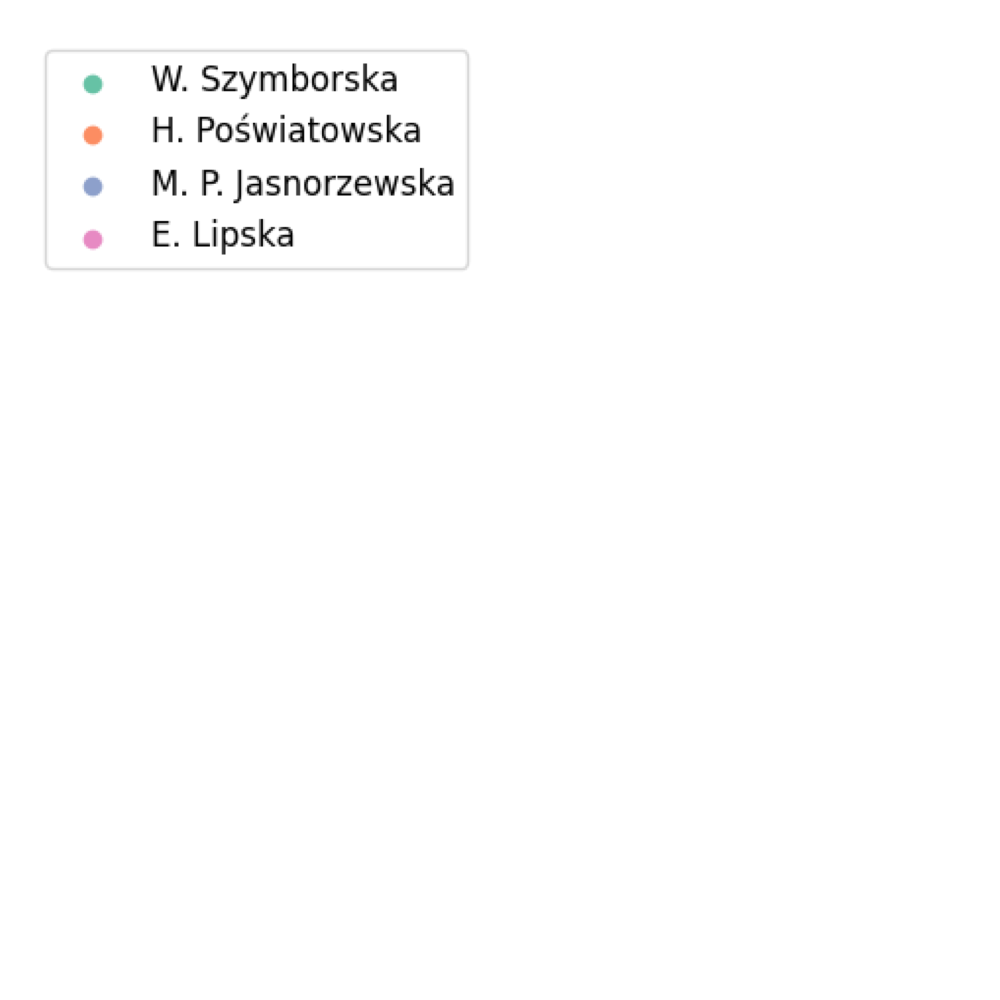 W. Szymborska
H. Poświatowska
M. P. Jasnorzewska
E. Lipska